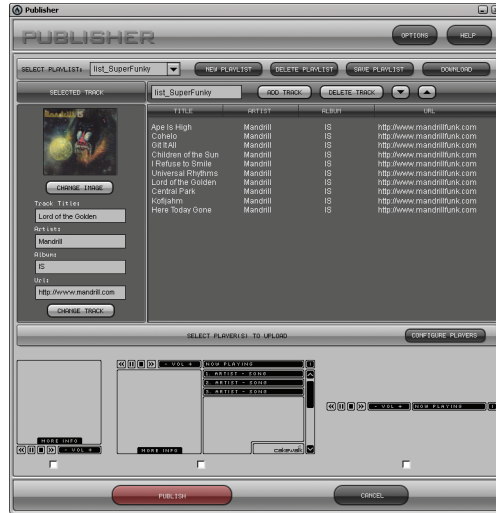 Publisher
PUBLISHER
OPTIONS
HELP
SELECT PLAYLIST: list_SuperFunky
NEW PLAYLIST
DELETE PLAYLIST
SAVE PLAYLIST
DOWNLOAD
SELECTED TRACK
list_SuperFunky
ADD TRACK
DELETE TRACK
TITLE ARTIST ALBUM URL
Ape Is High Mandrill IS http://www.mandrillfunk.com
Cohelo Mandrill IS http://www.mandrillfunk.com
Git It All Mandrill IS http://www.mandrillfunk.com
Children of the Sun Mandrill IS http://www.mandrillfunk.com
I Refuse to Smile Mandrill IS http://www.mandrillfunk.com
Universal Rhythms Mandrill IS http://www.mandrillfunk.com
Lord of the Golden Mandrill IS http://www.mandrillfunk.com
Central Park Mandrill IS http://www.mandrillfunk.com
Kofijahm Mandrill IS http://www.mandrillfunk.com
Here Today Gone Mandrill IS http://www.mandrillfunk.com
Mandrill IS
CHANGE IMAGE
Track Title:
Lord of the Golden
Artist:
Mandrill
Album:
IS
Url:
http://www.mandrill.com
CHANGE TRACK
SELECT PLAYER(S) TO UPLOAD
CONFIGURE PLAYERS
MORE INFO
- VOL +
- VOL + NOW PLAYING
1. ARTIST - SONG
2. ARTIST - SONG
3. ARTIST - SONG
MORE INFO
cakewalk
- VOL + NOW PLAYING
PUBLISH
CANCEL